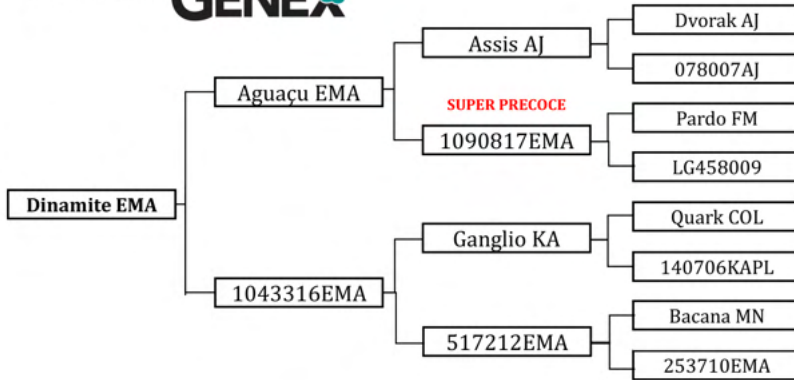 GENEX
Dvorak AJ
Assis AJ
078007AJ
Aguaçu EMA
SUPER PRECOCE
Pardo FM
1090817EMA
LG458009
Dinamite EMA
Quark COL
Ganglio KA
140706KAPL
1043316EMA
Bacana MN
517212EMA
253710EMA